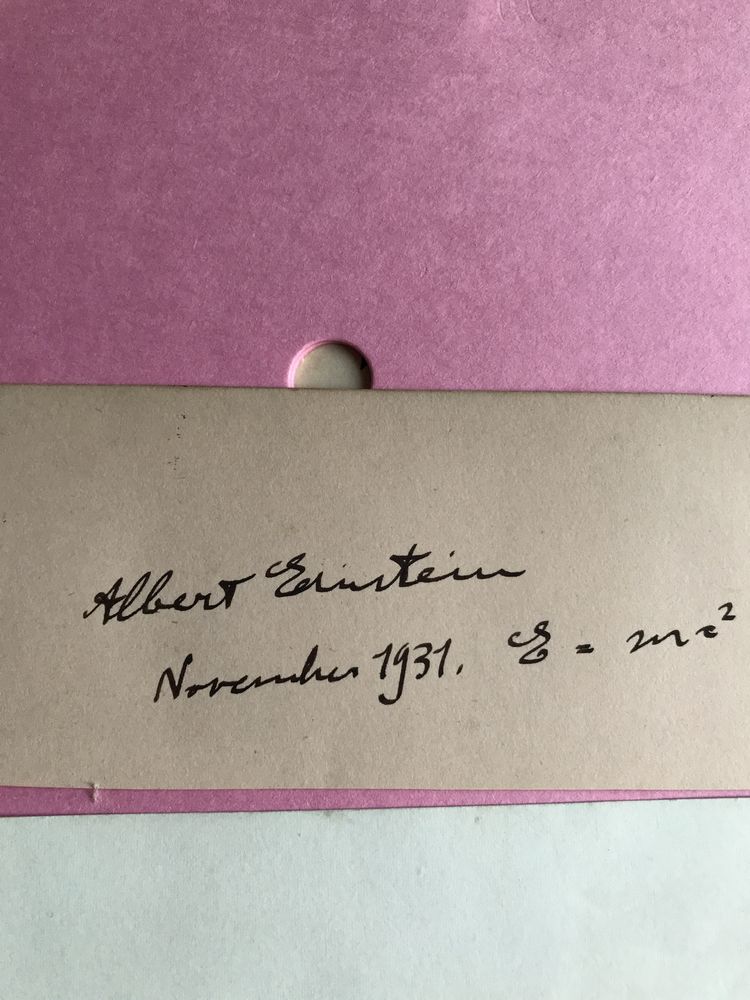 Albert Einstein
November 1931. E = mc²